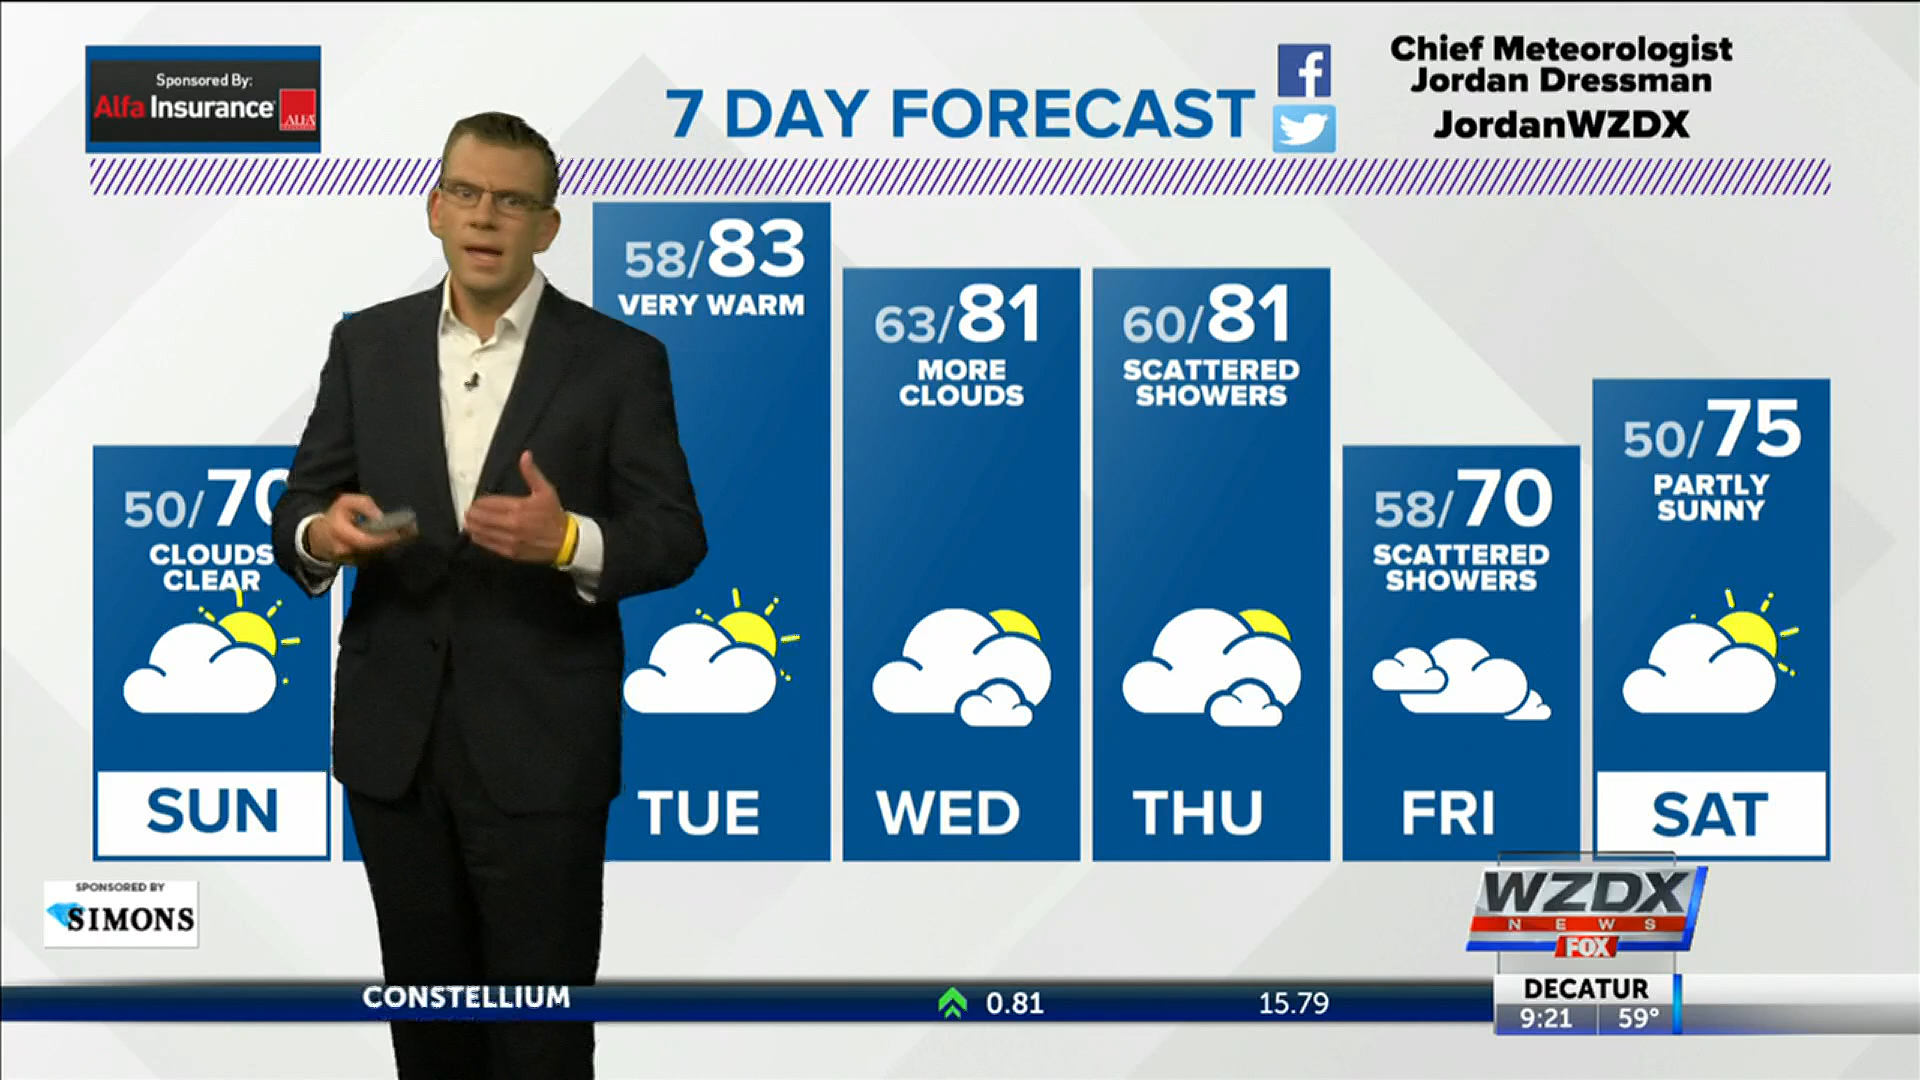 Sponsored By:
Alfa Insurance
ALFA
7 DAY FORECAST
Chief Meteorologist
Jordan Dressman
JordanWZDX
50/70
CLOUDS
CLEAR
SUN
58/83
VERY WARM
TUE
63/81
MORE
CLOUDS
WED
60/81
SCATTERED
SHOWERS
THU
58/70
SCATTERED
SHOWERS
FRI
50/75
PARTLY
SUNNY
SAT
SPONSORED BY
SIMONS
WZDX
NEWS
FOX
CONSTELLIUM 0.81 15.79
DECATUR
9:21 59°